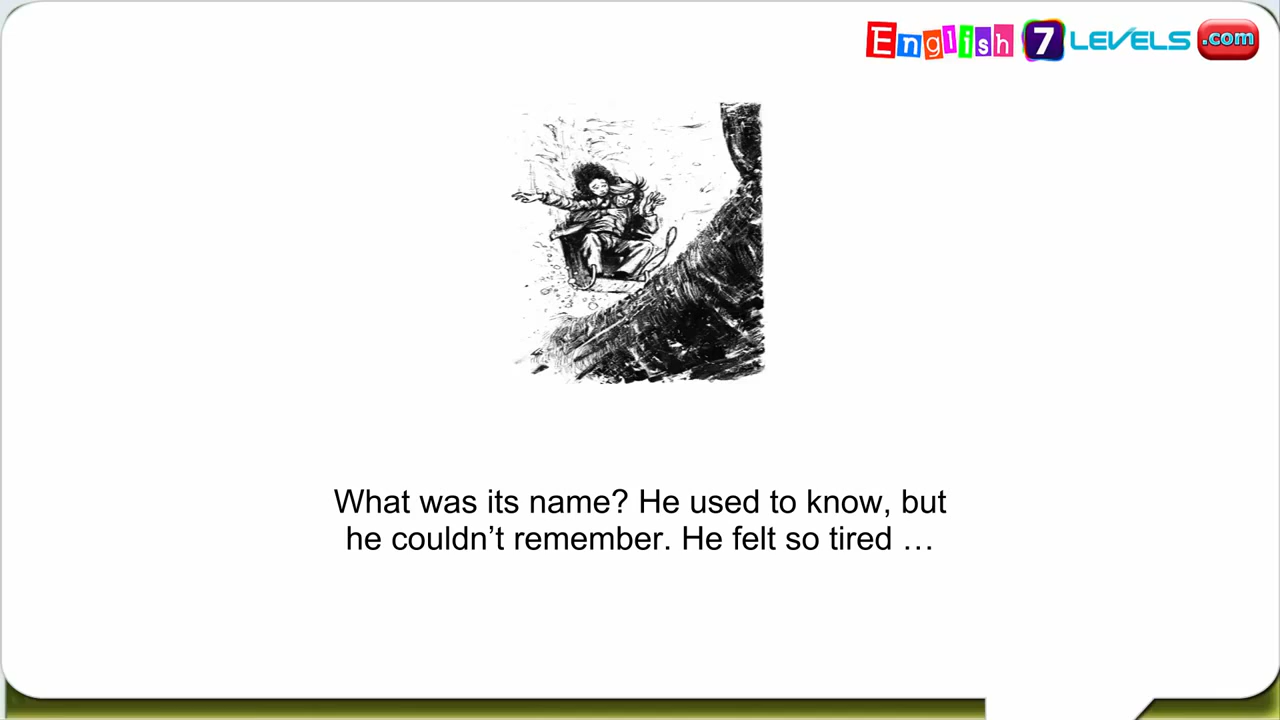 English 7 LEVELS .com
What was its name? He used to know, but
he couldn’t remember. He felt so tired …